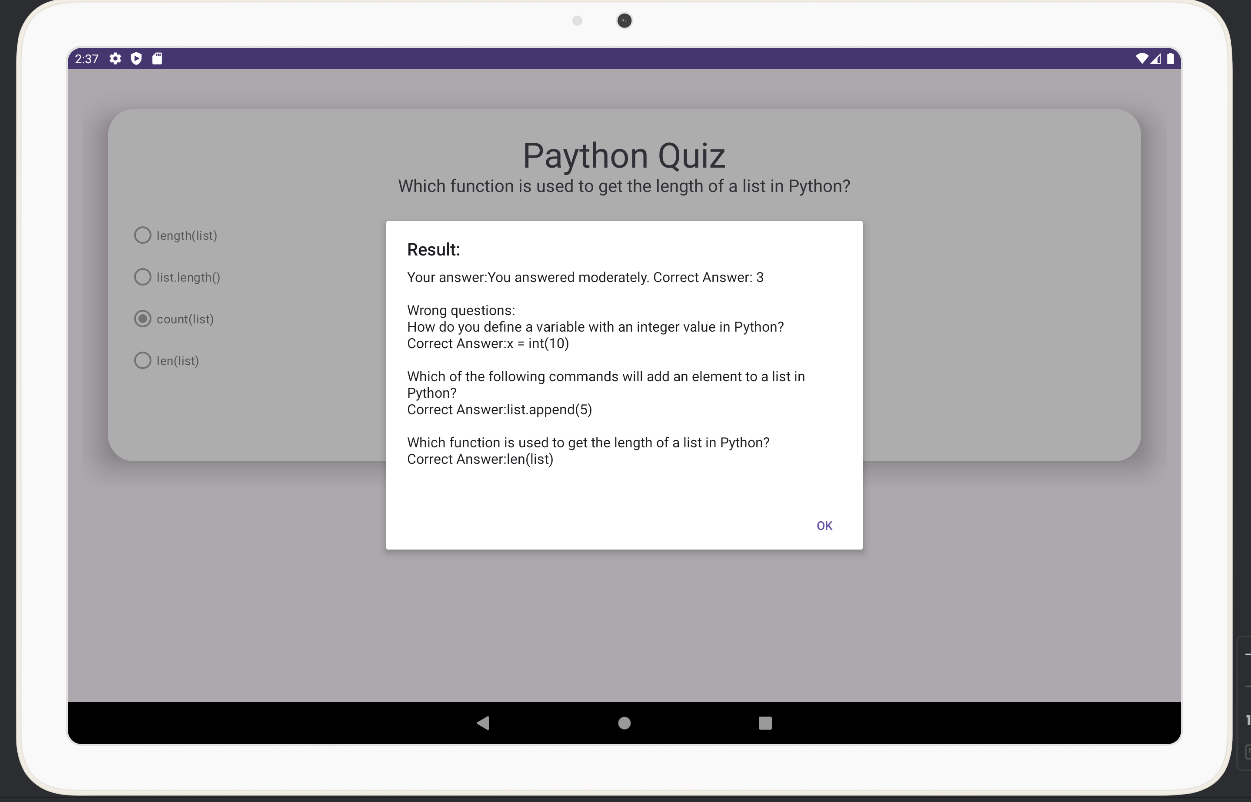 2:37
Paython Quiz
Which function is used to get the length of a list in Python?
length(list)
list.length()
count(list)
len(list)
Result:
Your answer:You answered moderately. Correct Answer: 3
Wrong questions:
How do you define a variable with an integer value in Python?
Correct Answer:x = int(10)
Which of the following commands will add an element to a list in
Python?
Correct Answer:list.append(5)
Which function is used to get the length of a list in Python?
Correct Answer:len(list)
OK